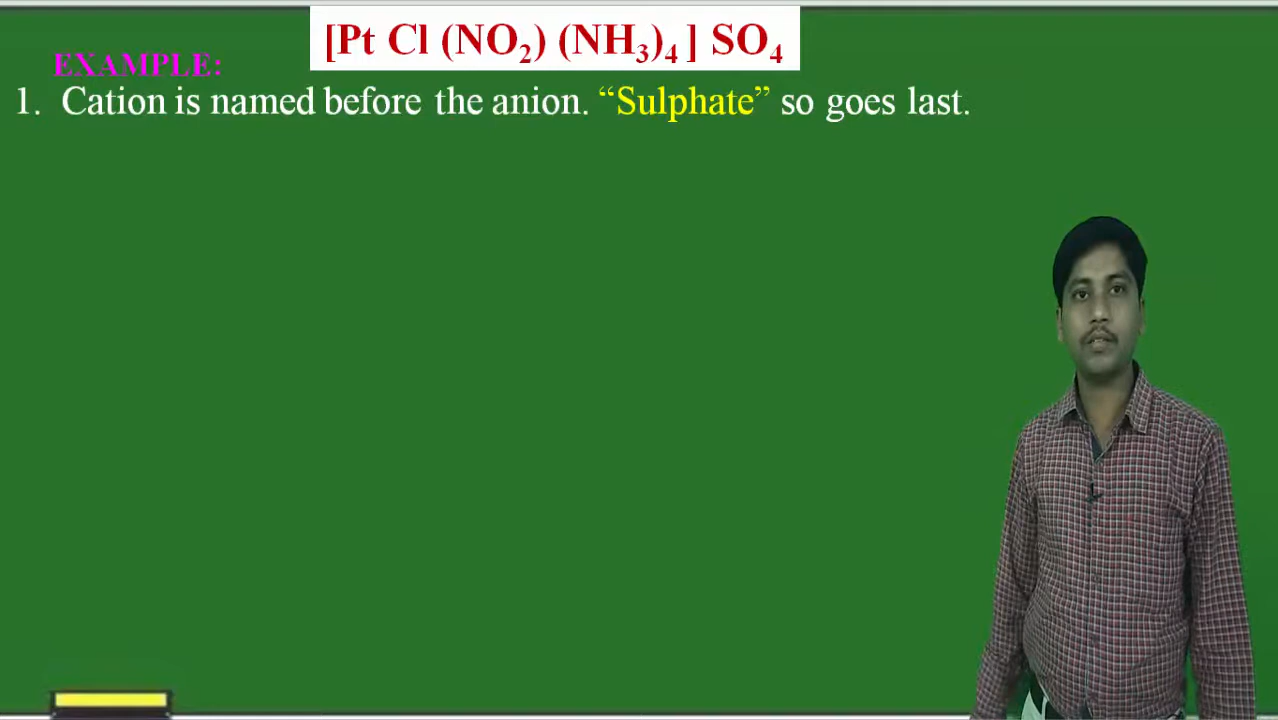 [Pt Cl (NO₂) (NH₃)₄ ] SO₄
EXAMPLE:
1. Cation is named before the anion. “Sulphate” so goes last.